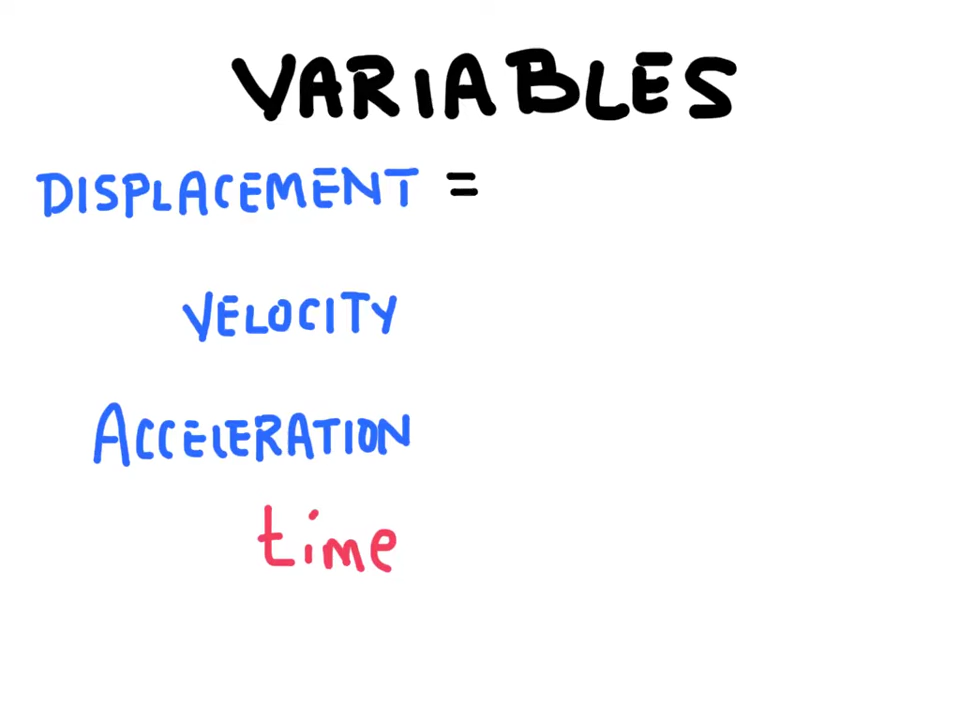 VARIABLES
DISPLACEMENT =
VELOCITY
ACCELERATION
time